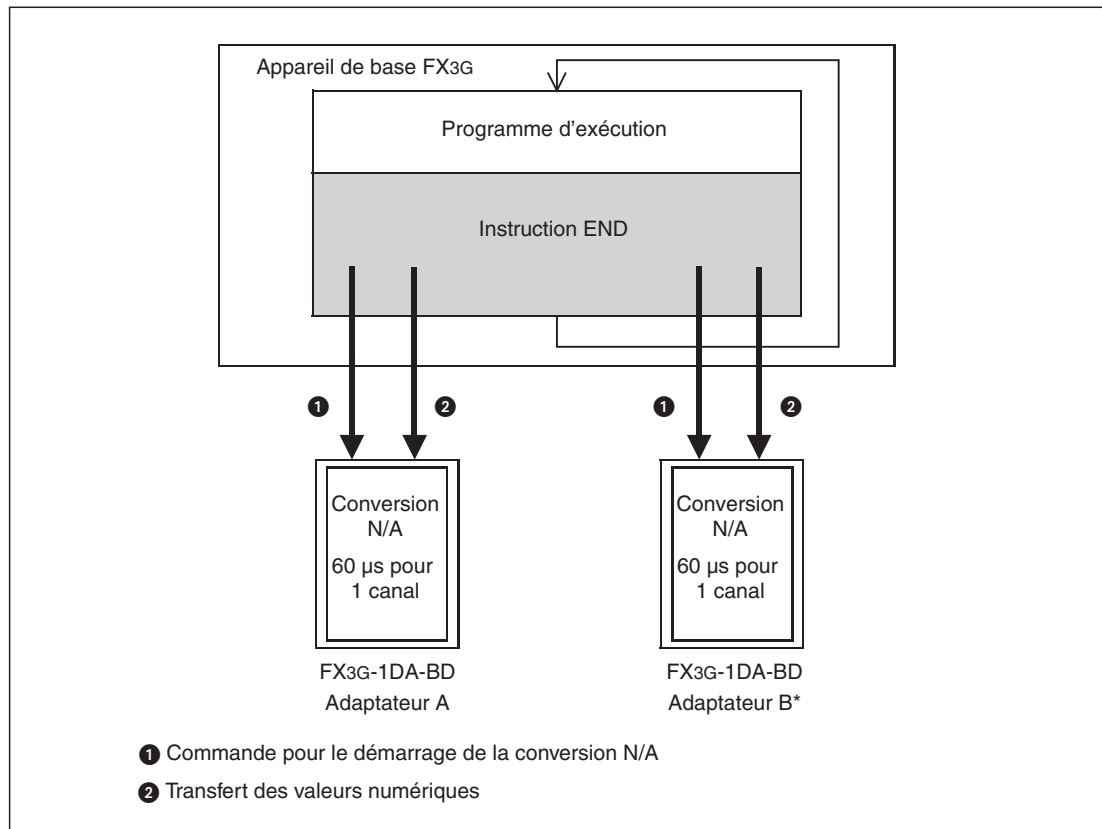 Appareil de base FX3G
Programme d'exécution
Instruction END
❶ ❷ ❶ ❷
Conversion
N/A
60 µs pour
1 canal
Conversion
N/A
60 µs pour
1 canal
FX3G-1DA-BD
Adaptateur A
FX3G-1DA-BD
Adaptateur B*
❶ Commande pour le démarrage de la conversion N/A
❷ Transfert des valeurs numériques